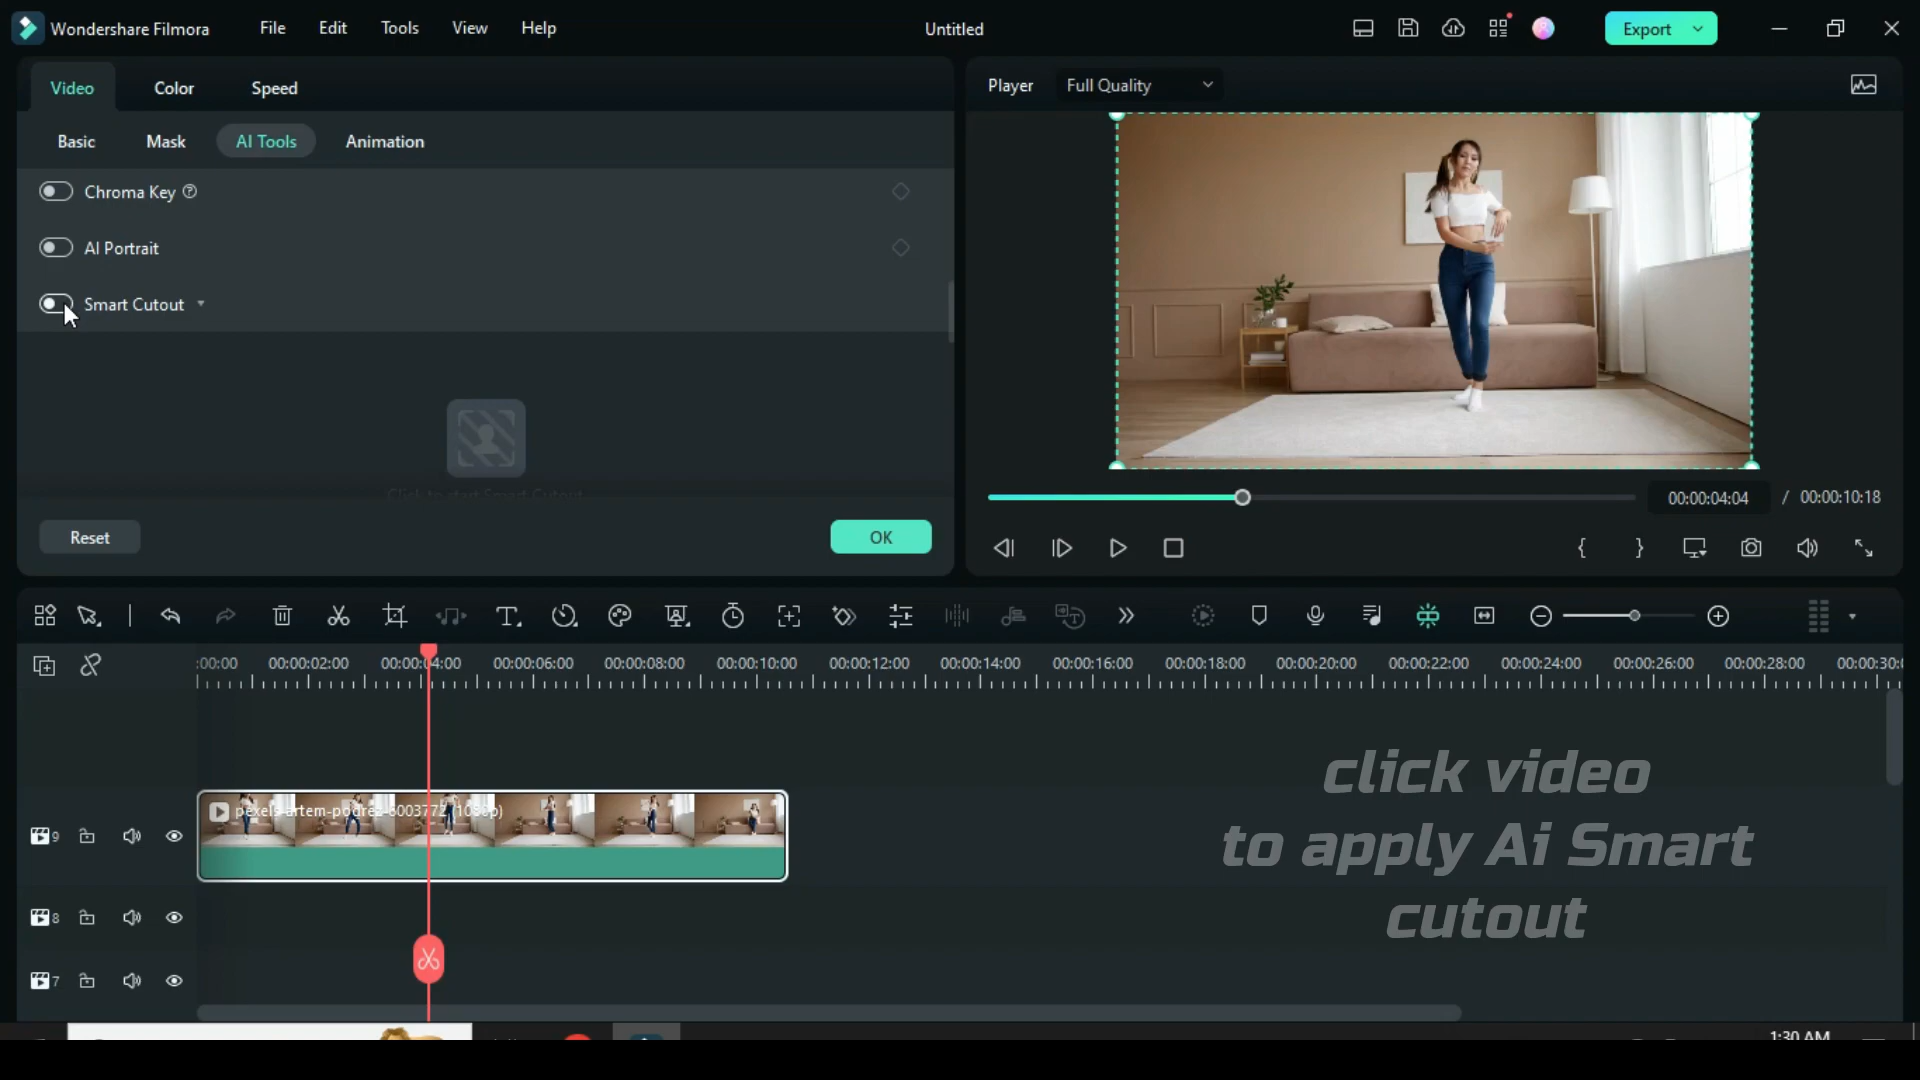 Wondershare Filmora
File
Edit
Tools
View
Help
Untitled
Export
Video
Color
Speed
Player
Full Quality
Basic
Mask
AI Tools
Animation
Chroma Key
AI Portrait
Smart Cutout
Click to start Smart Cutout
Reset
OK
00:00:04:04 / 00:00:10:18
:00:00
00:00:02:00
00:00:04:00
00:00:06:00
00:00:08:00
00:00:10:00
00:00:12:00
00:00:14:00
00:00:16:00
00:00:18:00
00:00:20:00
00:00:22:00
00:00:24:00
00:00:26:00
00:00:28:00
00:00:30:0
click video
to apply Ai Smart
cutout
pexels-artem-podrez-6003772 (1080p)
9
8
7
1:30 AM